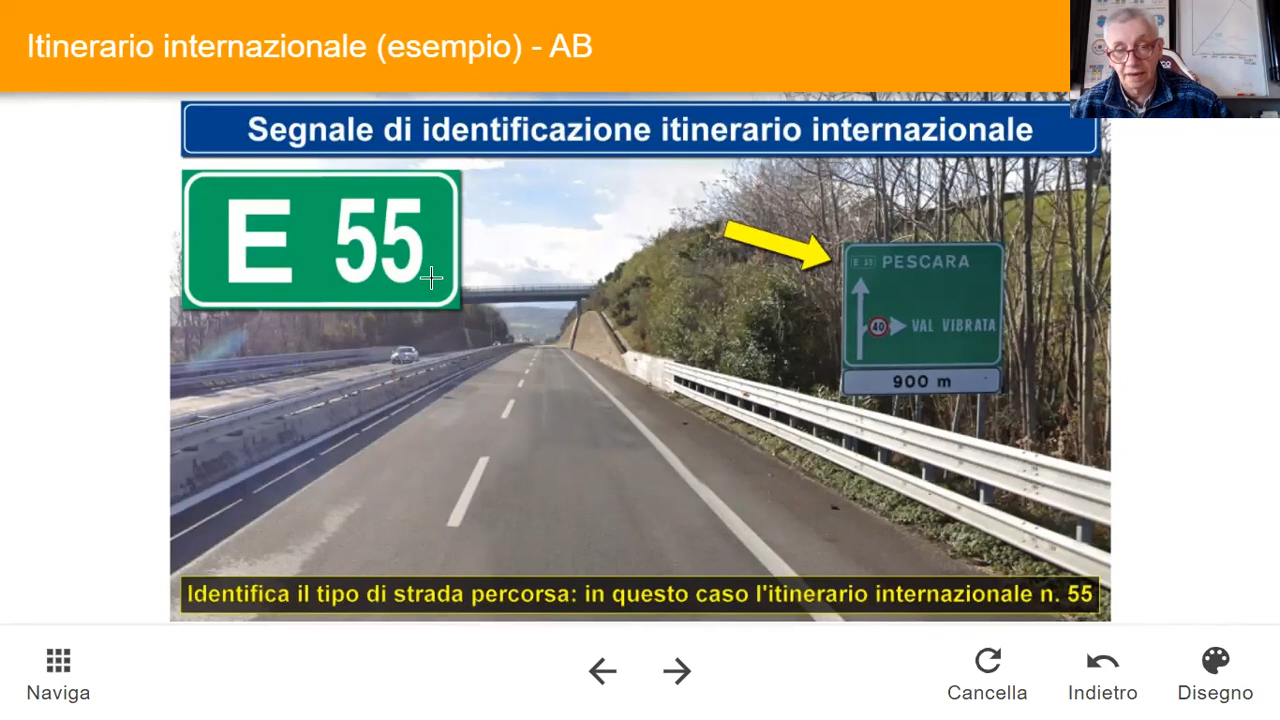 Itinerario internazionale (esempio) - AB
Segnale di identificazione itinerario internazionale
E 55
E 55 PESCARA
40 VAL VIBRATA
900 m
Identifica il tipo di strada percorsa: in questo caso l'itinerario internazionale n. 55
Naviga
Cancella
Indietro
Disegno